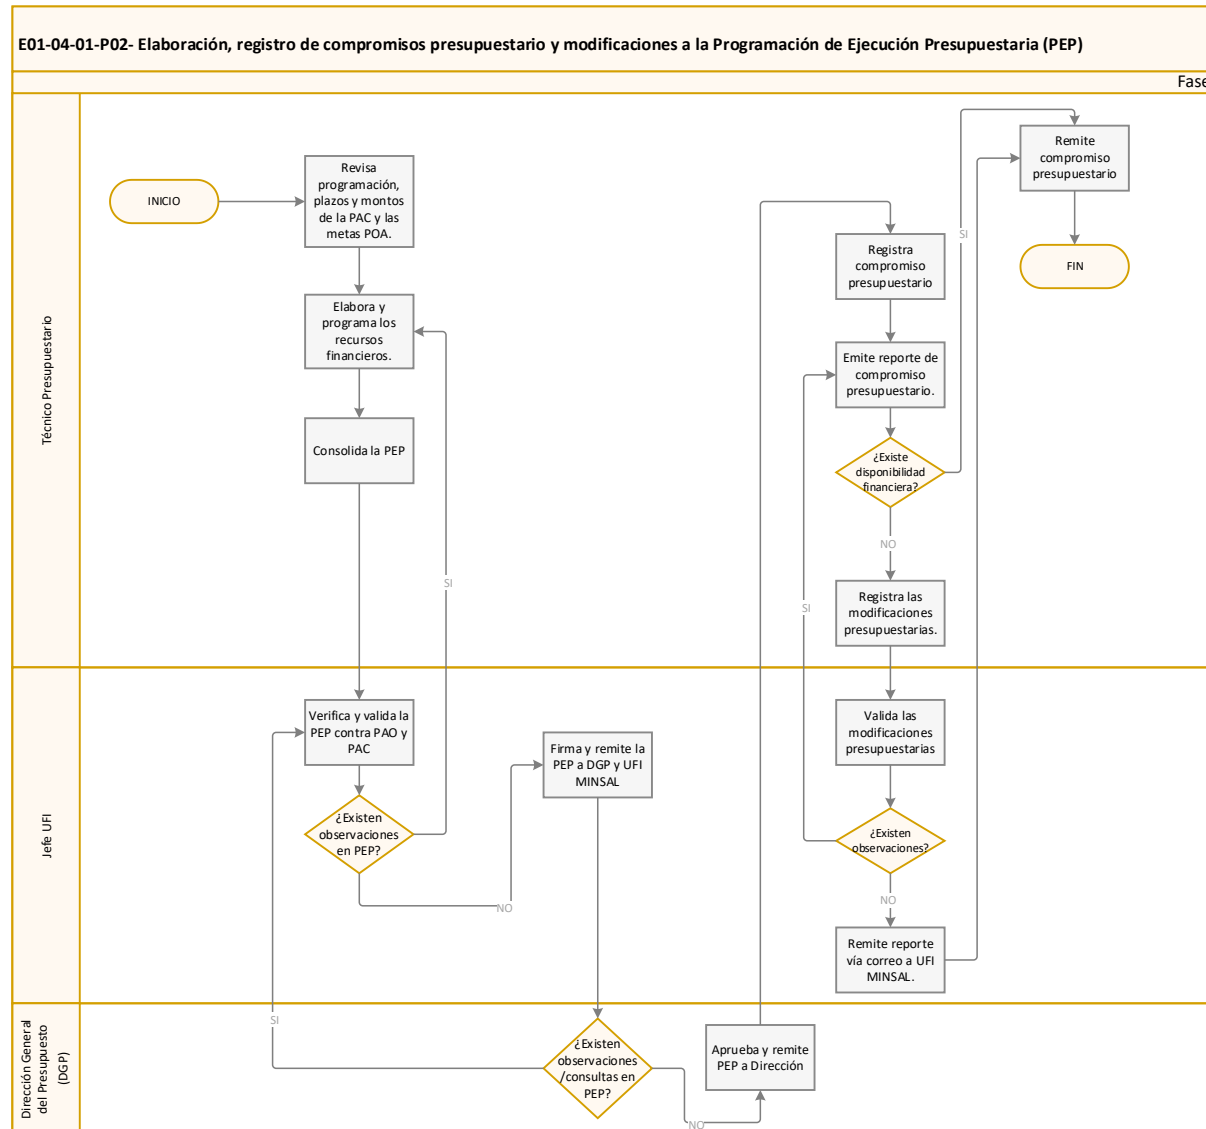 E01-04-01-P02- Elaboración, registro de compromisos presupuestario y modificaciones a la Programación de Ejecución Presupuestaria (PEP)
Fase
Técnico Presupuestario
INICIO
Revisa
programación,
plazos y montos
de la PAC y las
metas POA.
Elabora y
programa los
recursos
financieros.
Consolida la PEP
SI
Registra
compromiso
presupuestario
Emite reporte de
compromiso
presupuestario.
¿Existe
disponibilidad
financiera?
SI
NO
Registra las
modificaciones
presupuestarias.
SI
Remite
compromiso
presupuestario
FIN
Jefe UFI
Verifica y valida la
PEP contra PAO y
PAC
¿Existen
observaciones
en PEP?
NO
Firma y remite la
PEP a DGP y UFI
MINSAL
Valida las
modificaciones
presupuestarias
¿Existen
observaciones?
NO
Remite reporte
vía correo a UFI
MINSAL.
Dirección General
del Presupuesto
(DGP)
SI
¿Existen
observaciones
/consultas en
PEP?
NO
Aprueba y remite
PEP a Dirección